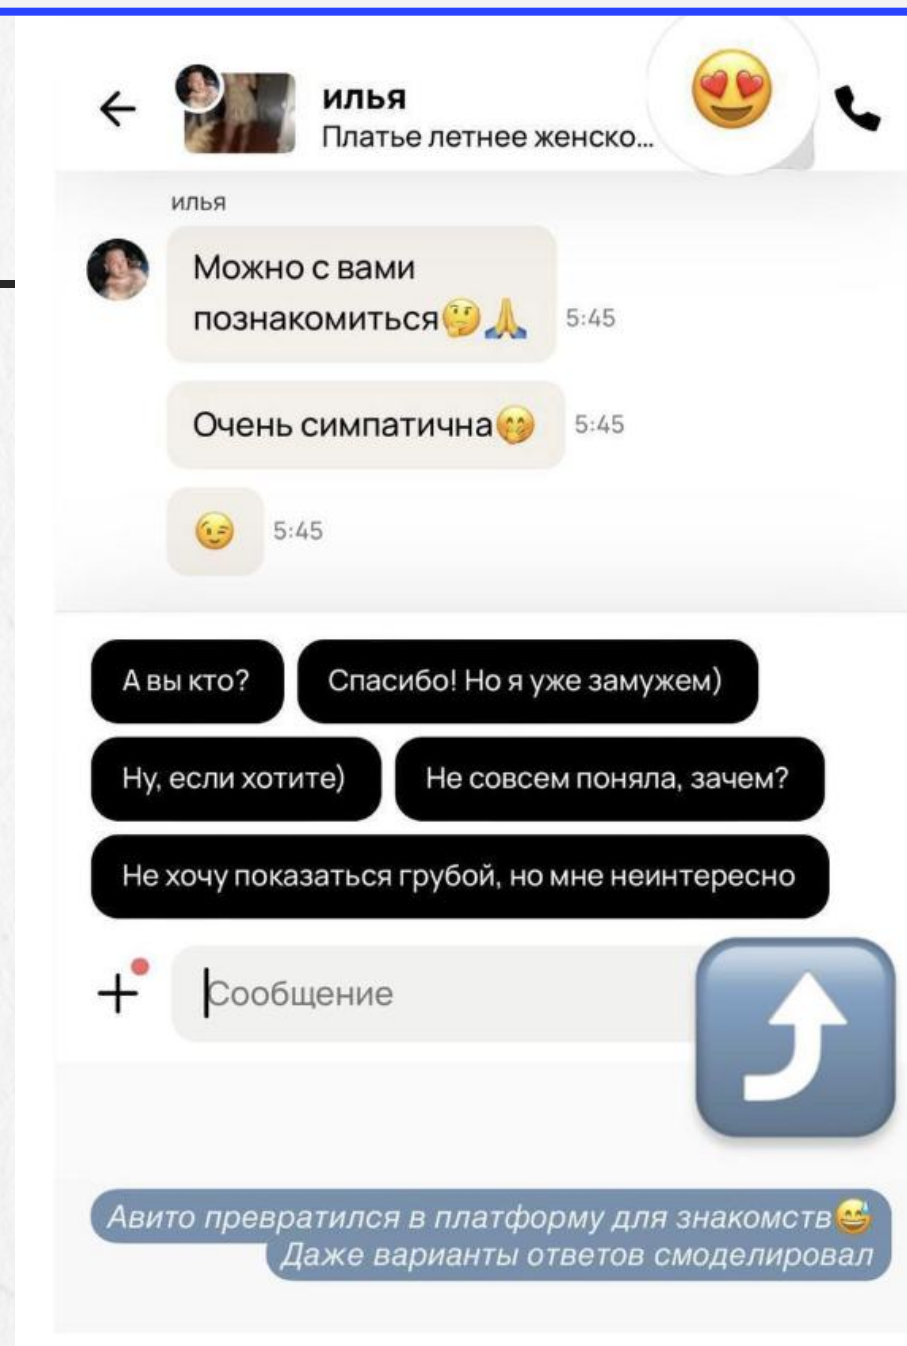 илья
Платье летнее женско...
илья
Можно с вами
познакомиться🤔🙏
5:45
Очень симпатична🤭
5:45
😉
5:45
А вы кто?
Спасибо! Но я уже замужем)
Ну, если хотите)
Не совсем поняла, зачем?
Не хочу показаться грубой, но мне неинтересно
Сообщение
Авито превратился в платформу для знакомств😅
Даже варианты ответов смоделировал